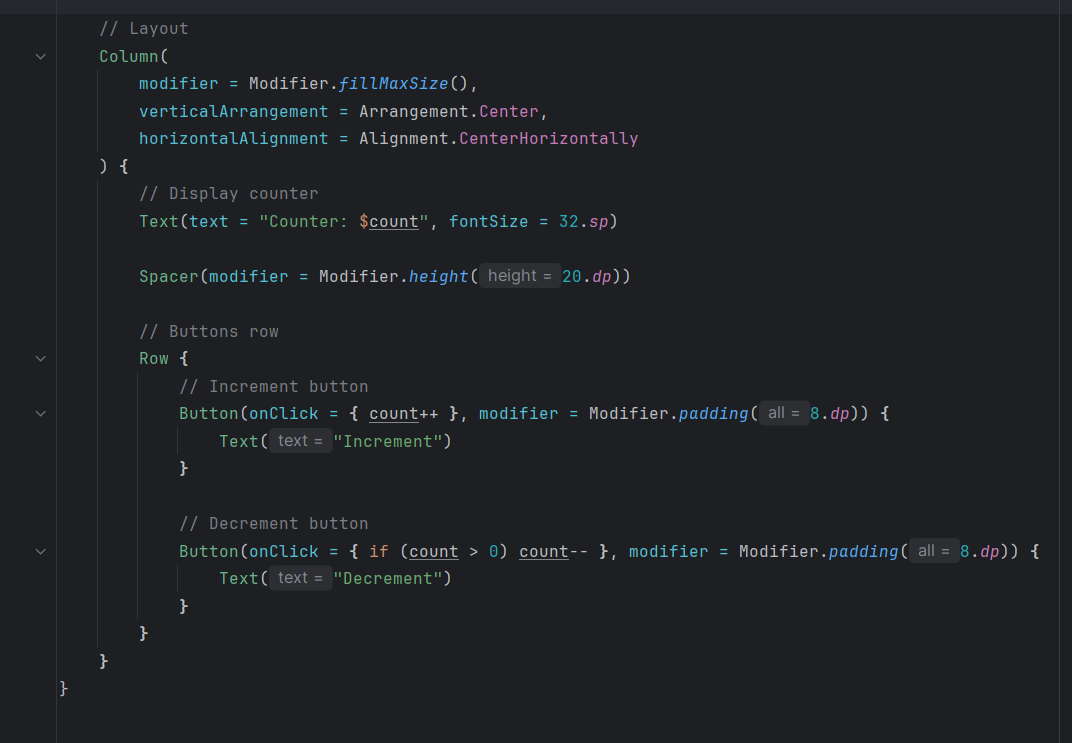 // Layout
Column(
modifier = Modifier.fillMaxSize(),
verticalArrangement = Arrangement.Center,
horizontalAlignment = Alignment.CenterHorizontally
) {
// Display counter
Text(text = "Counter: $count", fontSize = 32.sp)
Spacer(modifier = Modifier.height( height = 20.dp))
// Buttons row
Row {
// Increment button
Button(onClick = { count++ }, modifier = Modifier.padding( all = 8.dp)) {
Text( text = "Increment")
}
// Decrement button
Button(onClick = { if (count > 0) count-- }, modifier = Modifier.padding( all = 8.dp)) {
Text( text = "Decrement")
}
}
}
}